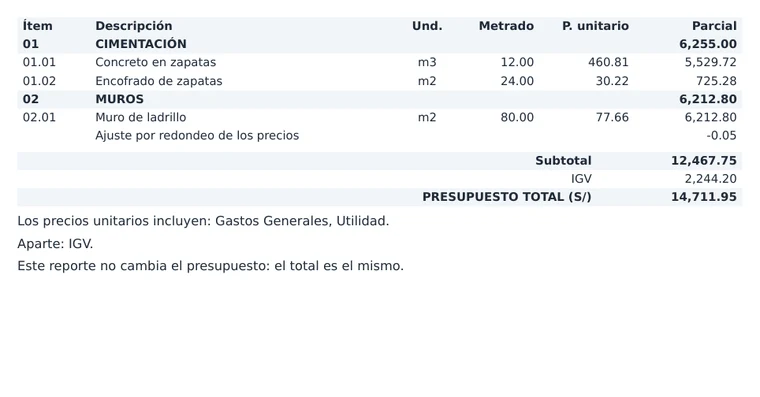 Ítem Descripción Und. Metrado P. unitario Parcial
01 CIMENTACIÓN 6,255.00
01.01 Concreto en zapatas m3 12.00 460.81 5,529.72
01.02 Encofrado de zapatas m2 24.00 30.22 725.28
02 MUROS 6,212.80
02.01 Muro de ladrillo m2 80.00 77.66 6,212.80
Ajuste por redondeo de los precios -0.05
Subtotal 12,467.75
IGV 2,244.20
PRESUPUESTO TOTAL (S/) 14,711.95
Los precios unitarios incluyen: Gastos Generales, Utilidad.
Aparte: IGV.
Este reporte no cambia el presupuesto: el total es el mismo.